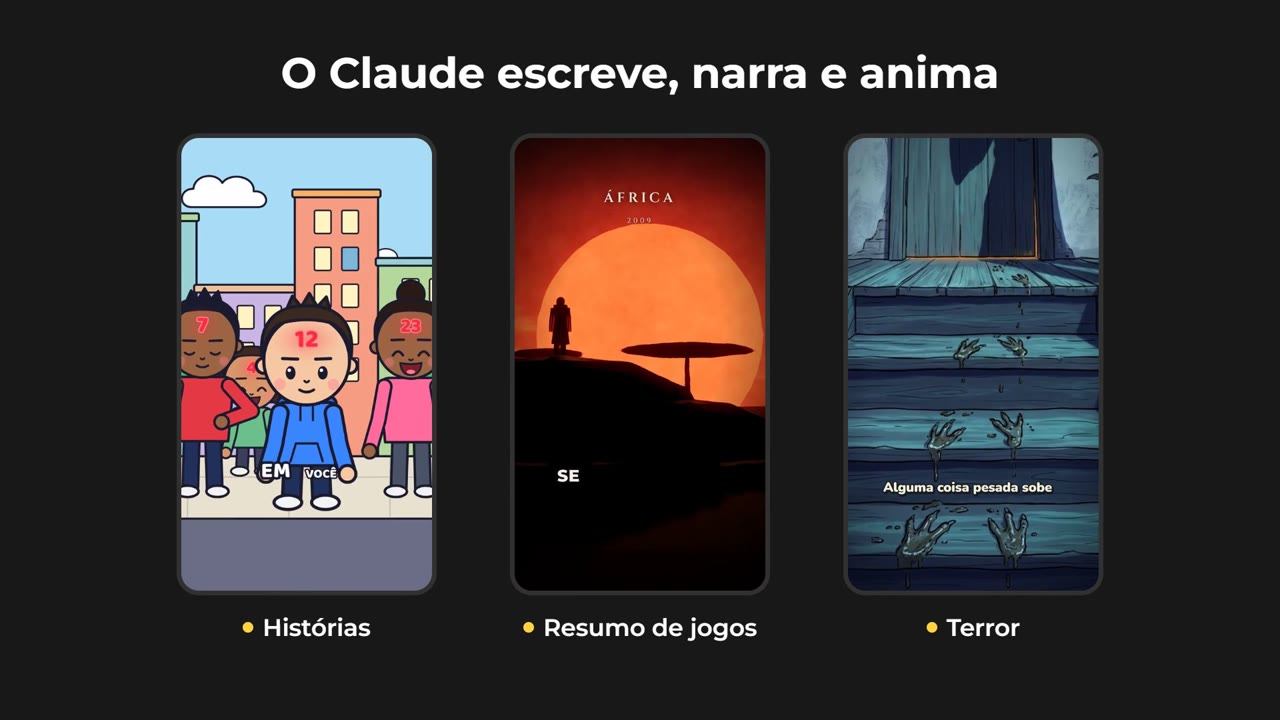 O Claude escreve, narra e anima
7
4
12
23
EM VOCÊ
ÁFRICA
2009
SE
Alguma coisa pesada sobe
Histórias
Resumo de jogos
Terror